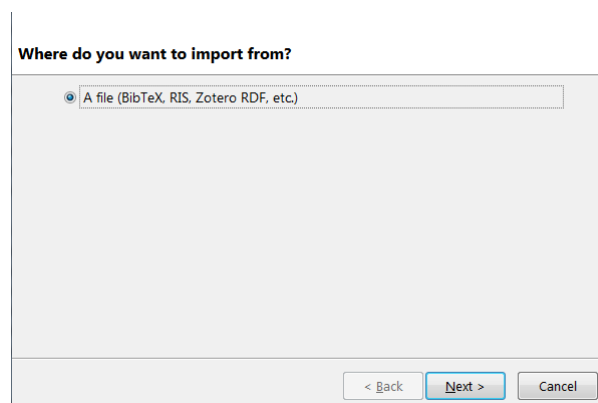 Where do you want to import from?
A file (BibTeX, RIS, Zotero RDF, etc.)
< Back Next > Cancel